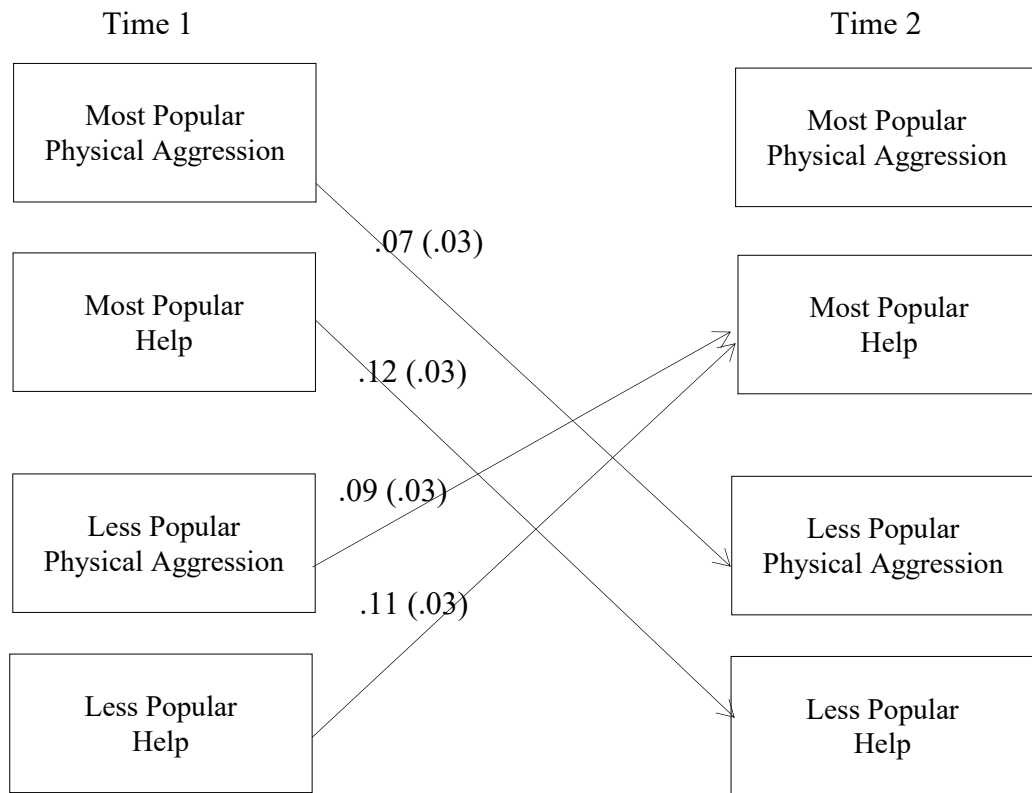 Time 1
Time 2
Most Popular
Physical Aggression
Most Popular
Physical Aggression
.07 (.03)
Most Popular
Help
Most Popular
Help
.12 (.03)
.09 (.03)
Less Popular
Physical Aggression
Less Popular
Physical Aggression
.11 (.03)
Less Popular
Help
Less Popular
Help